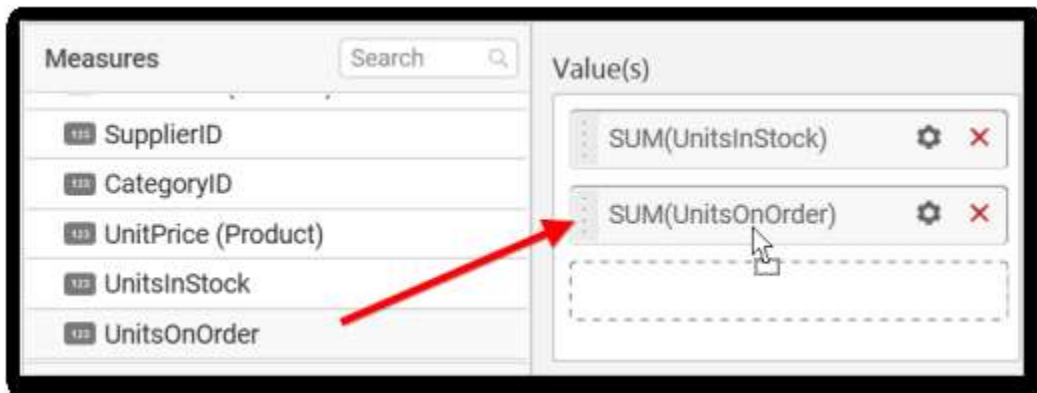 Measures
Search
SupplierID
CategoryID
UnitPrice (Product)
UnitsInStock
UnitsOnOrder
Value(s)
SUM(UnitsInStock)
SUM(UnitsOnOrder)